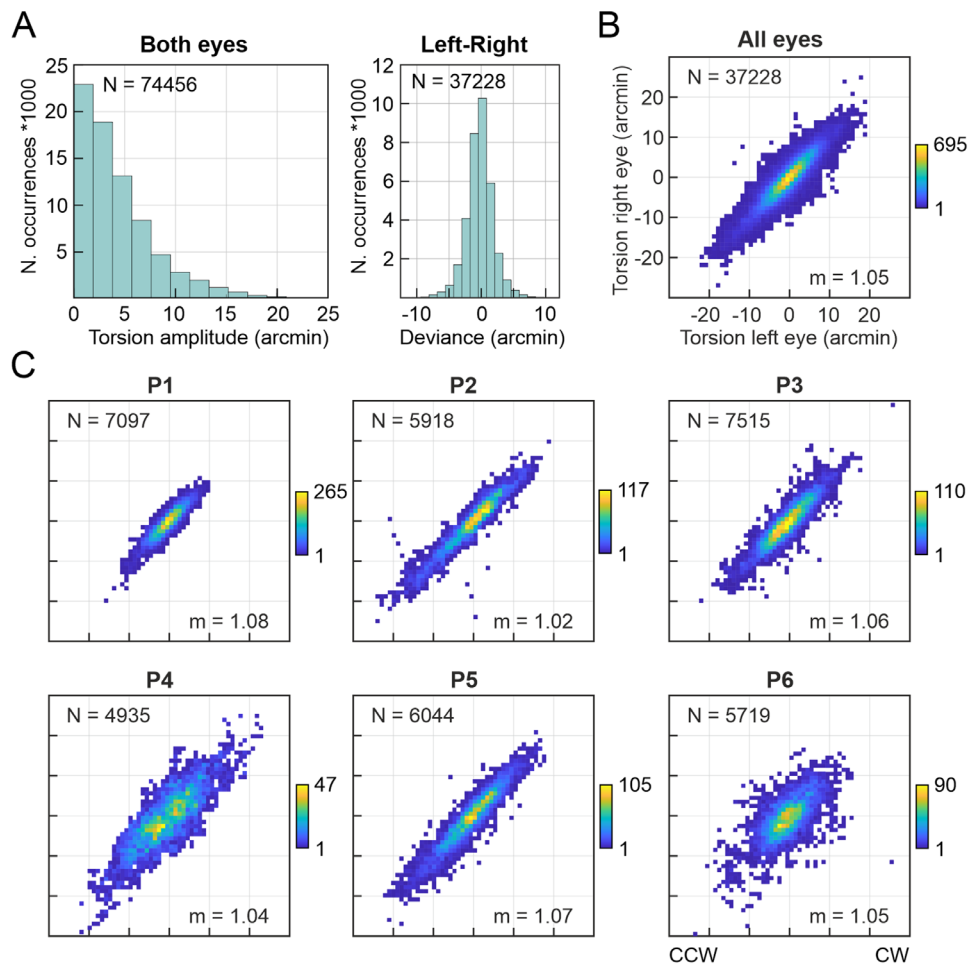 A
Both eyes
N = 74456
N. occurrences *1000
25
20
15
10
5
0 5 10 15 20 25
Torsion amplitude (arcmin)
Left-Right
N = 37228
N. occurrences *1000
12
10
8
6
4
2
-10 0 10
Deviance (arcmin)
B
All eyes
N = 37228
Torsion right eye (arcmin)
20
10
0
-10
-20
m = 1.05
695
1
-20 -10 0 10 20
Torsion left eye (arcmin)
C
P1
N = 7097
265
1
m = 1.08
P2
N = 5918
117
1
m = 1.02
P3
N = 7515
110
1
m = 1.06
P4
N = 4935
47
1
m = 1.04
P5
N = 6044
105
1
m = 1.07
P6
N = 5719
90
1
m = 1.05
CCW CW